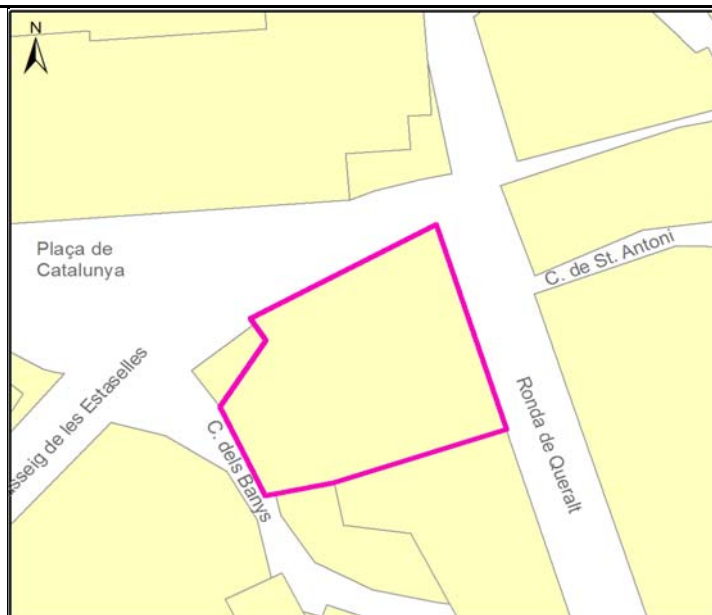 N
Plaça de
Catalunya
C. de St. Antoni
sseig de les Estaselles
C. dels Banys
Ronda de Queralt